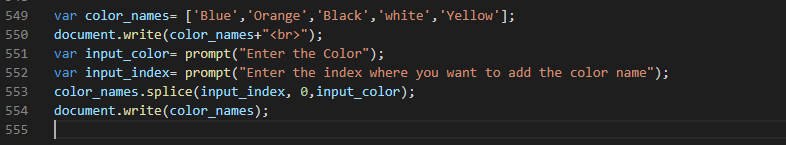 549 var color_names= ['Blue','Orange','Black','white','Yellow'];
550 document.write(color_names+"<br>");
551 var input_color= prompt("Enter the Color");
552 var input_index= prompt("Enter the index where you want to add the color name");
553 color_names.splice(input_index, 0,input_color);
554 document.write(color_names);
555